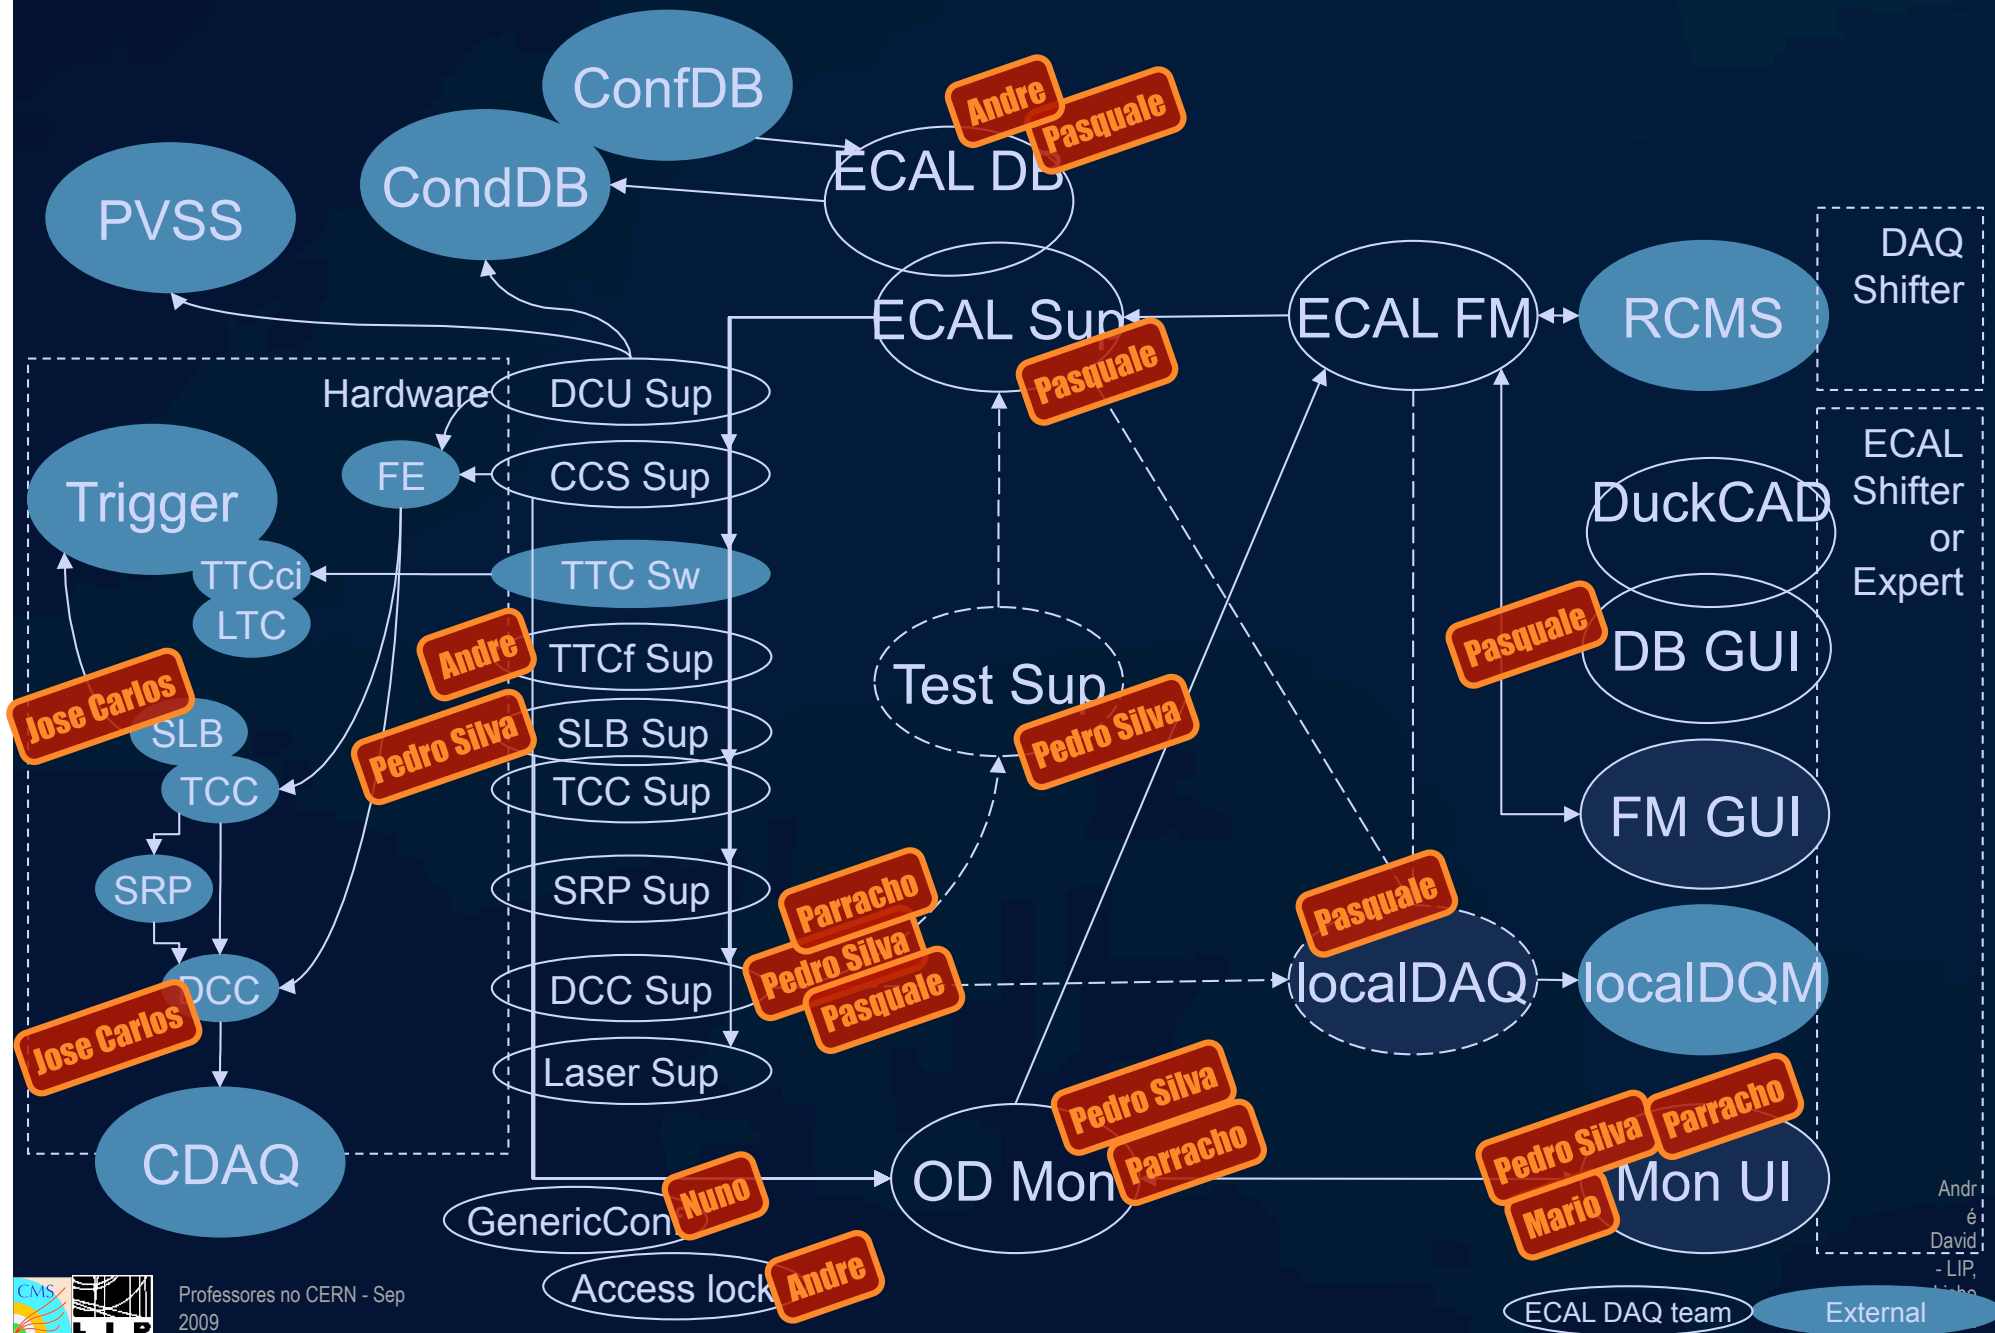 ConfDB
Andre
Pasquale
ECAL DB
CondDB
PVSS
DAQ
Shifter
ECAL Sup
Pasquale
ECAL FM
RCMS
Hardware
DCU Sup
ECAL
Shifter
or
Expert
FE
CCS Sup
Trigger
DuckCAD
TTCci
TTC Sw
LTC
Andre
TTCf Sup
Pasquale
DB GUI
Test Sup
Pedro Silva
Jose Carlos
SLB
Pedro Silva
SLB Sup
TCC
TCC Sup
FM GUI
SRP
SRP Sup
Parracho
Pedro Silva
Pasquale
Pasquale
DCC
DCC Sup
localDAQ
localDQM
Jose Carlos
Laser Sup
Pedro Silva
Parracho
Pedro Silva
Parracho
Mario
CDAQ
OD Mon
Mon UI
Nuno
GenericCon
Andre
Access lock
Andr
é
David
- LIP,
CMS
LIP
Professores no CERN - Sep
2009
ECAL DAQ team
External